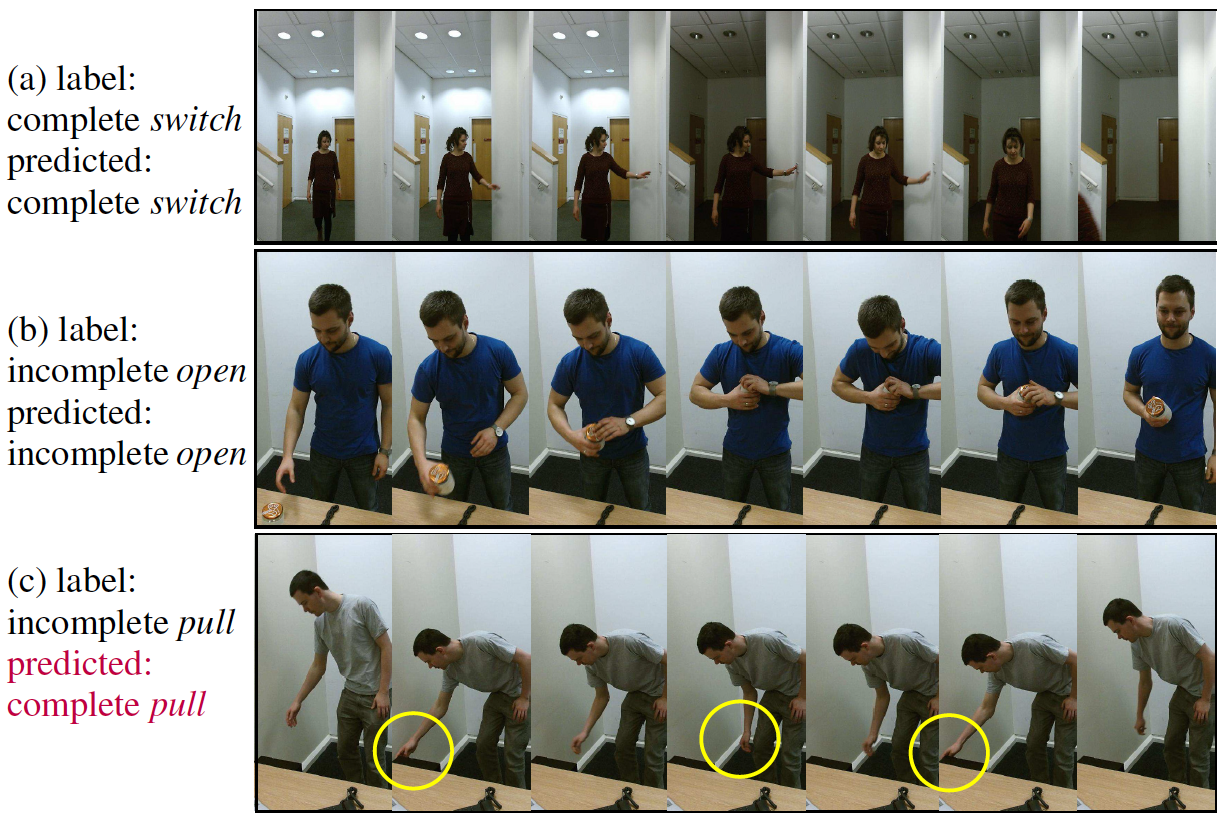 (a) label:
complete switch
predicted:
complete switch
(b) label:
incomplete open
predicted:
incomplete open
(c) label:
incomplete pull
predicted:
complete pull